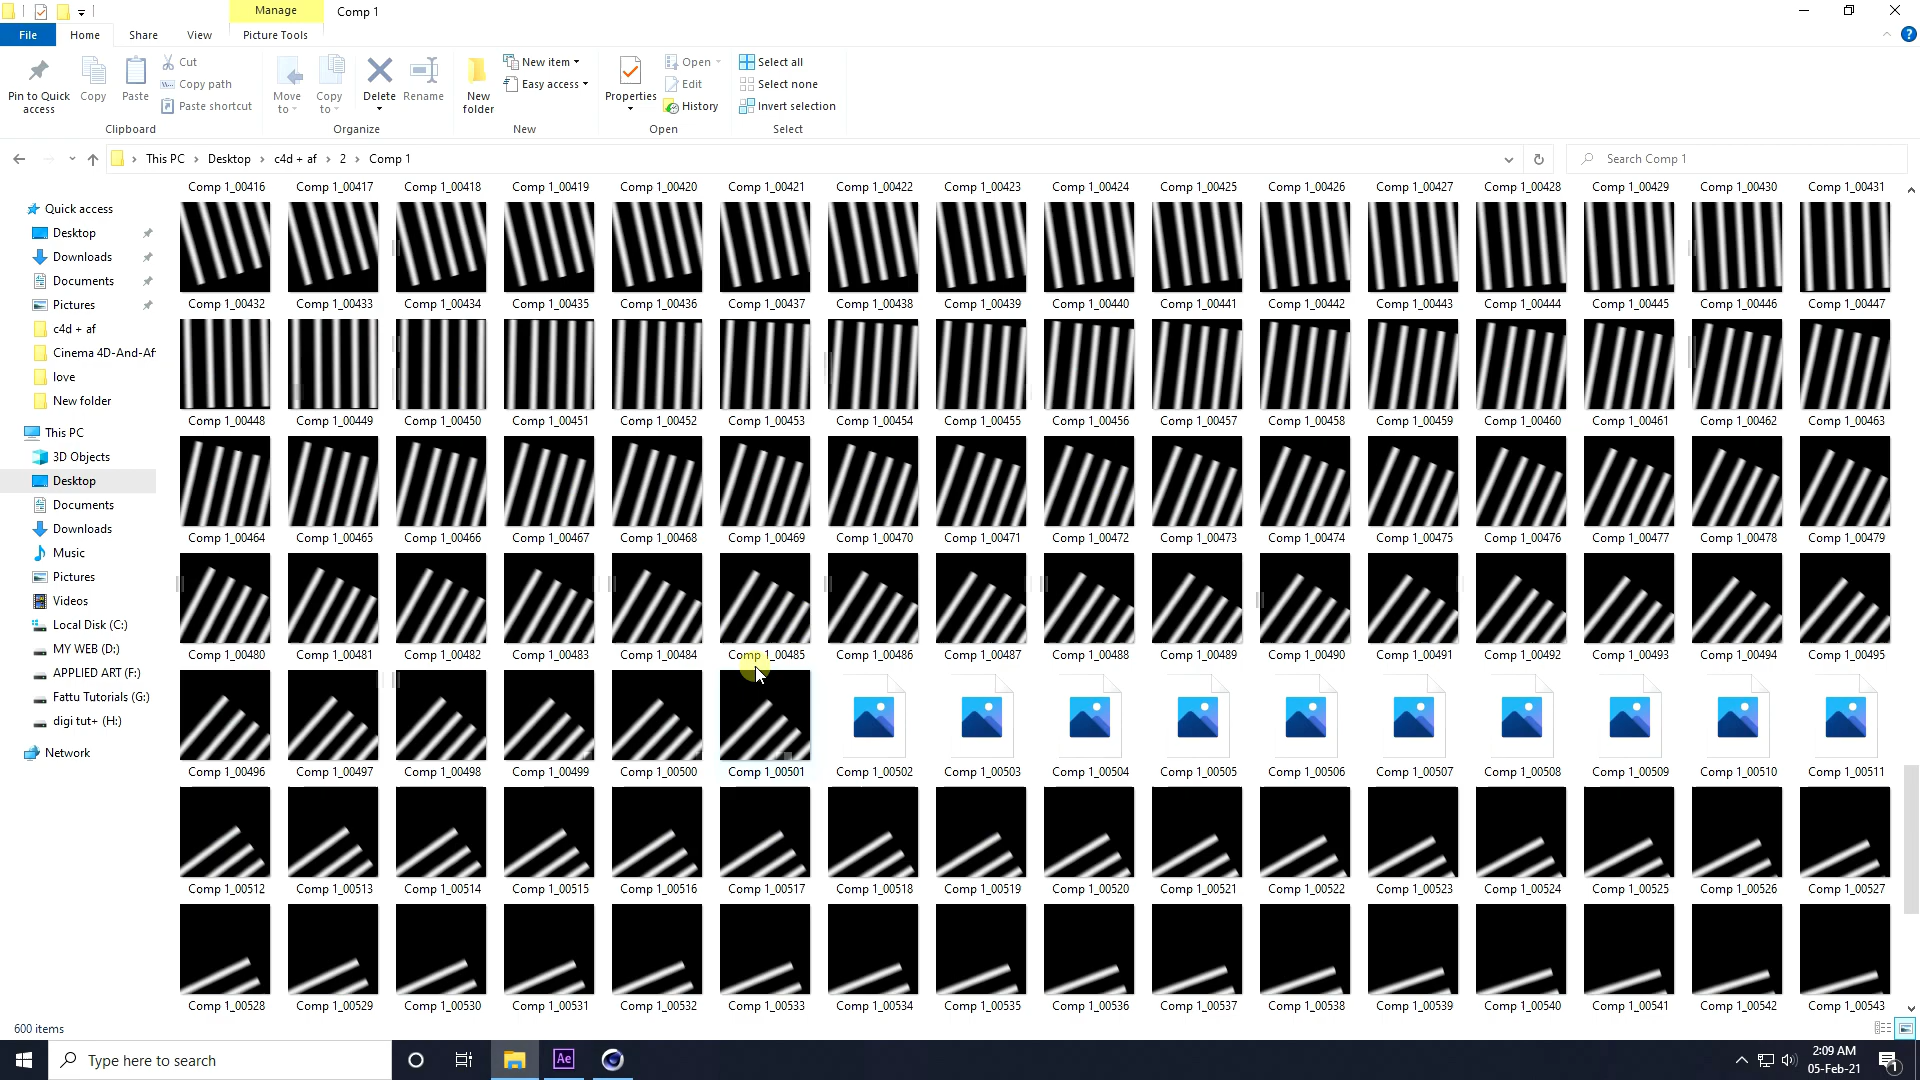 Manage
Comp 1
File
Home
Share
View
Picture Tools
Pin to Quick access
Copy
Paste
Cut
Copy path
Paste shortcut
Move to
Copy to
Delete
Rename
New folder
New item
Easy access
Properties
Open
Edit
History
Select all
Select none
Invert selection
Clipboard
Organize
New
Open
Select
This PC > Desktop > c4d + af > 2 > Comp 1
Search Comp 1
Quick access
Desktop
Downloads
Documents
Pictures
c4d + af
Cinema 4D-And-Af
love
New folder
This PC
3D Objects
Desktop
Documents
Downloads
Music
Pictures
Videos
Local Disk (C:)
MY WEB (D:)
APPLIED ART (F:)
Fattu Tutorials (G:)
digi tut+ (H:)
Network
Comp 1_00416 Comp 1_00417 Comp 1_00418 Comp 1_00419 Comp 1_00420 Comp 1_00421 Comp 1_00422 Comp 1_00423 Comp 1_00424 Comp 1_00425 Comp 1_00426 Comp 1_00427 Comp 1_00428 Comp 1_00429 Comp 1_00430 Comp 1_00431
Comp 1_00432 Comp 1_00433 Comp 1_00434 Comp 1_00435 Comp 1_00436 Comp 1_00437 Comp 1_00438 Comp 1_00439 Comp 1_00440 Comp 1_00441 Comp 1_00442 Comp 1_00443 Comp 1_00444 Comp 1_00445 Comp 1_00446 Comp 1_00447
Comp 1_00448 Comp 1_00449 Comp 1_00450 Comp 1_00451 Comp 1_00452 Comp 1_00453 Comp 1_00454 Comp 1_00455 Comp 1_00456 Comp 1_00457 Comp 1_00458 Comp 1_00459 Comp 1_00460 Comp 1_00461 Comp 1_00462 Comp 1_00463
Comp 1_00464 Comp 1_00465 Comp 1_00466 Comp 1_00467 Comp 1_00468 Comp 1_00469 Comp 1_00470 Comp 1_00471 Comp 1_00472 Comp 1_00473 Comp 1_00474 Comp 1_00475 Comp 1_00476 Comp 1_00477 Comp 1_00478 Comp 1_00479
Comp 1_00480 Comp 1_00481 Comp 1_00482 Comp 1_00483 Comp 1_00484 Comp 1_00485 Comp 1_00486 Comp 1_00487 Comp 1_00488 Comp 1_00489 Comp 1_00490 Comp 1_00491 Comp 1_00492 Comp 1_00493 Comp 1_00494 Comp 1_00495
Comp 1_00496 Comp 1_00497 Comp 1_00498 Comp 1_00499 Comp 1_00500 Comp 1_00501 Comp 1_00502 Comp 1_00503 Comp 1_00504 Comp 1_00505 Comp 1_00506 Comp 1_00507 Comp 1_00508 Comp 1_00509 Comp 1_00510 Comp 1_00511
Comp 1_00512 Comp 1_00513 Comp 1_00514 Comp 1_00515 Comp 1_00516 Comp 1_00517 Comp 1_00518 Comp 1_00519 Comp 1_00520 Comp 1_00521 Comp 1_00522 Comp 1_00523 Comp 1_00524 Comp 1_00525 Comp 1_00526 Comp 1_00527
Comp 1_00528 Comp 1_00529 Comp 1_00530 Comp 1_00531 Comp 1_00532 Comp 1_00533 Comp 1_00534 Comp 1_00535 Comp 1_00536 Comp 1_00537 Comp 1_00538 Comp 1_00539 Comp 1_00540 Comp 1_00541 Comp 1_00542 Comp 1_00543
600 items
Type here to search
Ae
2:09 AM
05-Feb-21
1